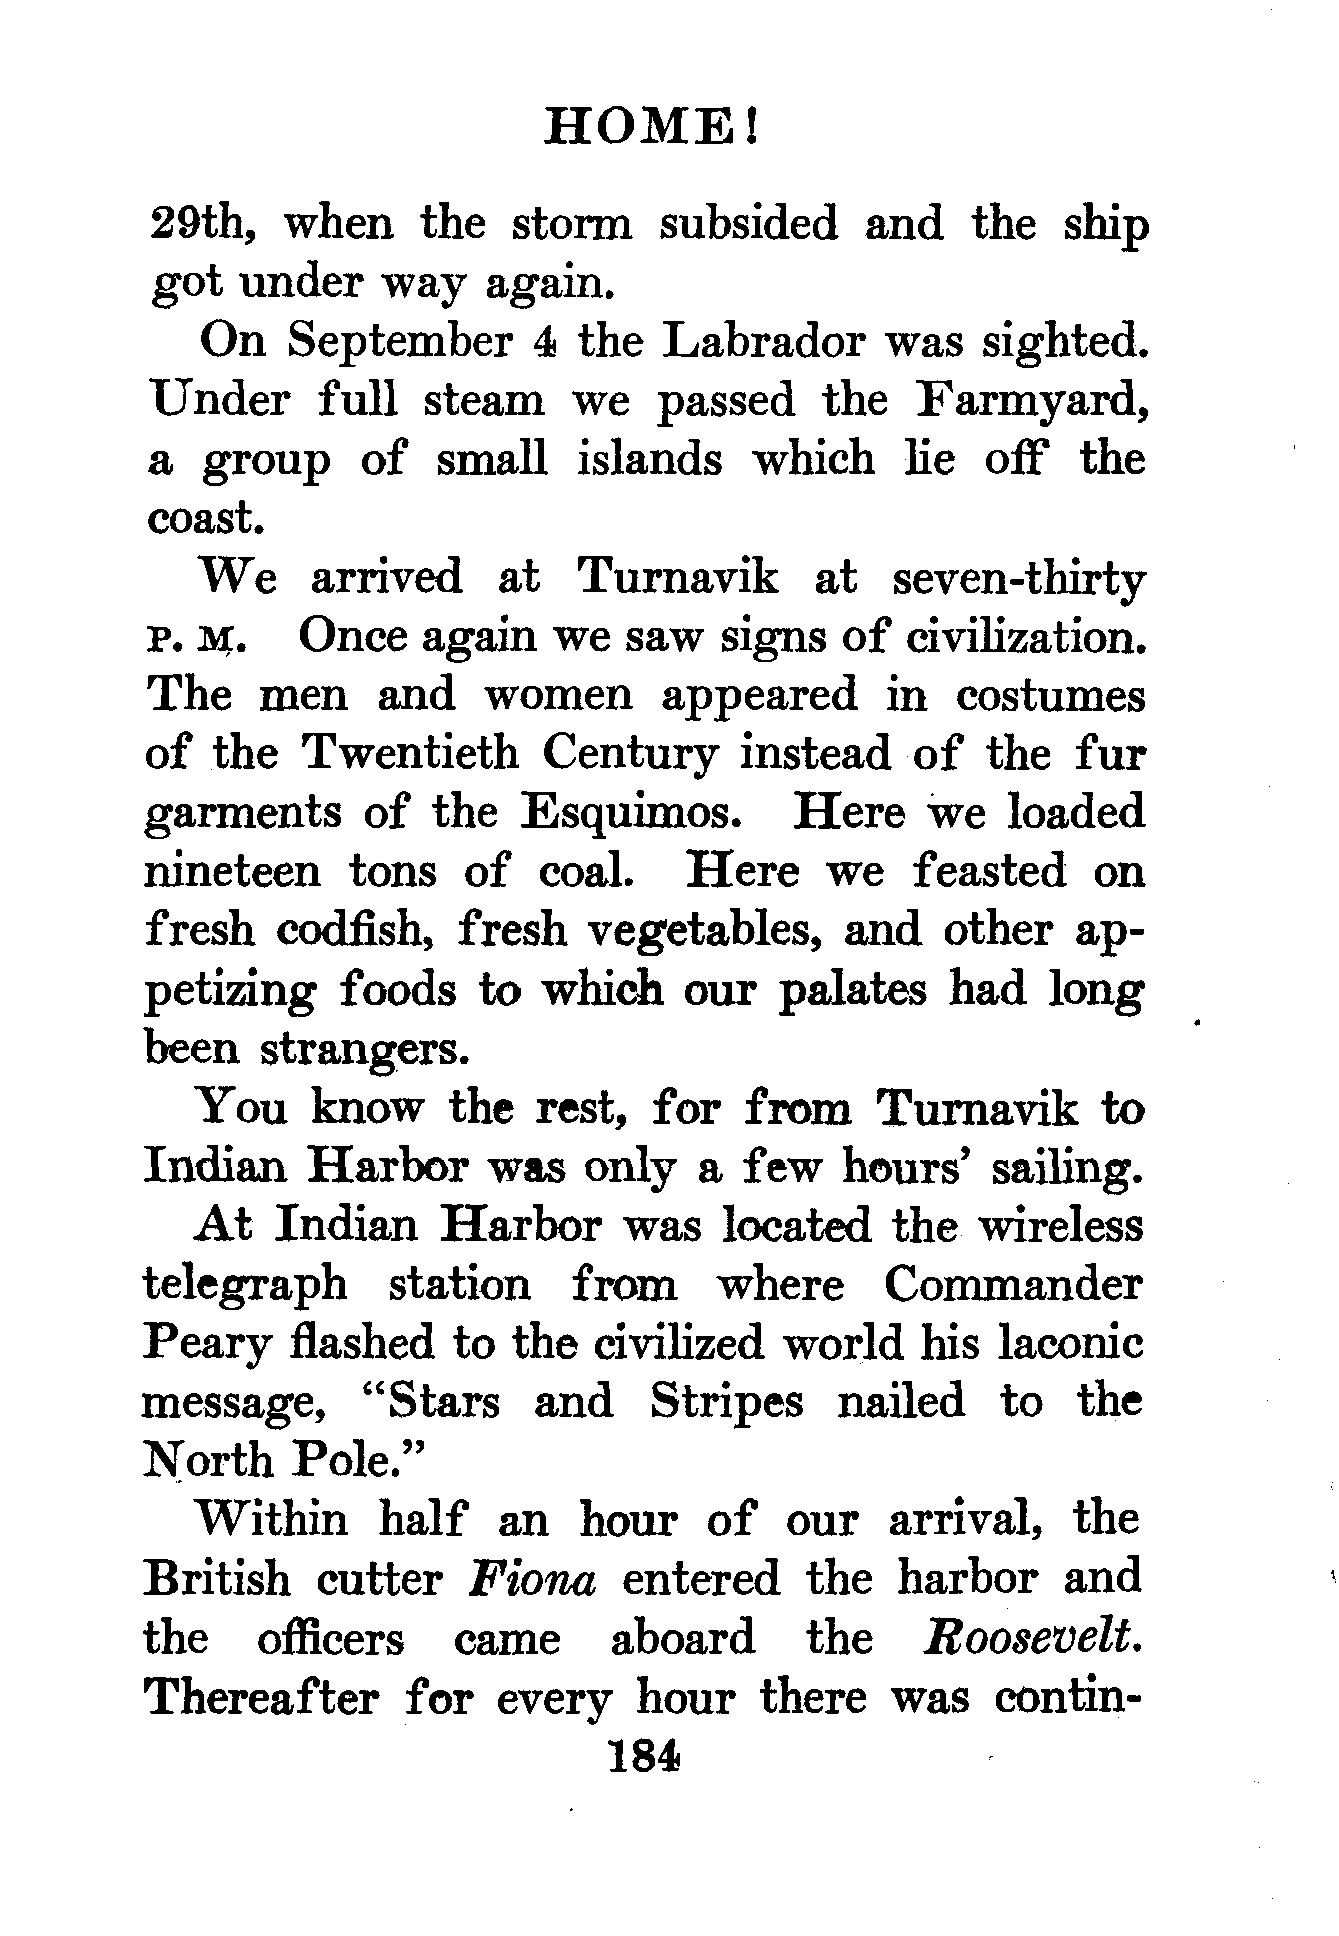 HOME!
29th, when the storm subsided and the ship
got under way again.
On September 4 the Labrador was sighted.
Under full steam we passed the Farmyard,
a group of small islands which lie off the
coast.
We arrived at Turnavik at seven-thirty
P. M. Once again we saw signs of civilization.
The men and women appeared in costumes
of the Twentieth Century instead of the fur
garments of the Esquimos. Here we loaded
nineteen tons of coal. Here we feasted on
fresh codfish, fresh vegetables, and other ap-
petizing foods to which our palates had long
been strangers.
You know the rest, for from Turnavik to
Indian Harbor was only a few hours' sailing.
At Indian Harbor was located the wireless
telegraph station from where Commander
Peary flashed to the civilized world his laconic
message, "Stars and Stripes nailed to the
North Pole."
Within half an hour of our arrival, the
British cutter Fiona entered the harbor and
the officers came aboard the Roosevelt.
Thereafter for every hour there was contin-
184